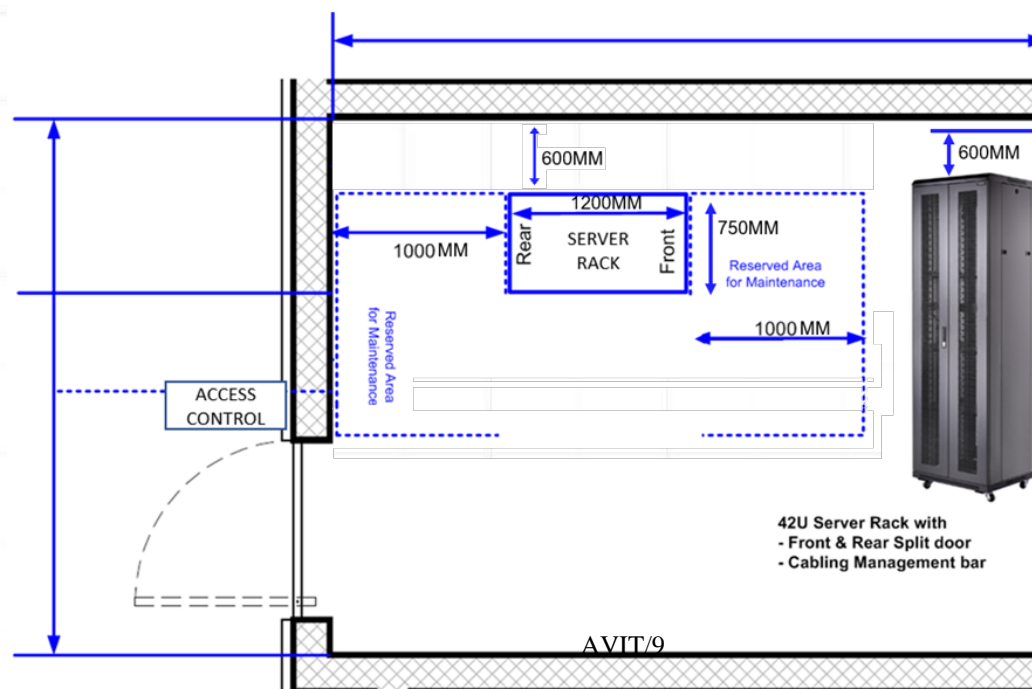 600MM
600MM
1200MM
750MM
1000MM
Rear
SERVER
RACK
Front
Reserved Area
for Maintenance
Reserved Area
for Maintenance
1000MM
ACCESS
CONTROL
42U Server Rack with
- Front & Rear Split door
- Cabling Management bar
AVIT/9